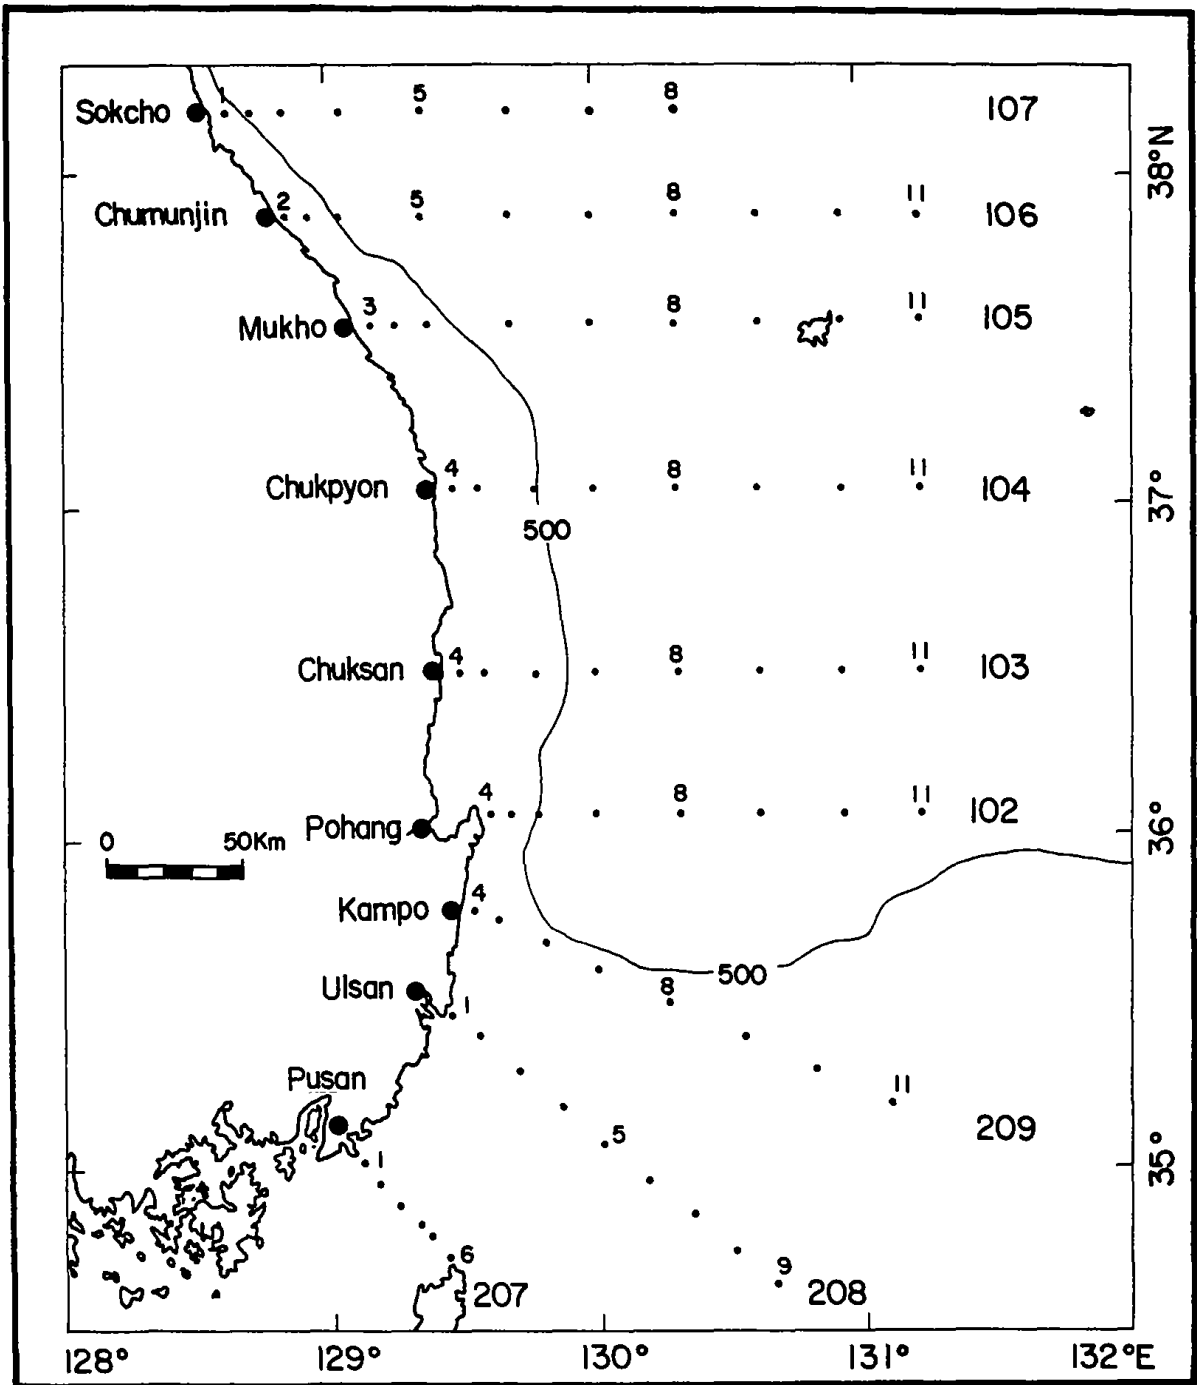 1 5 8
Sokcho 107
38°N
2 5 8 11
Chumunjin 106
3 8 11
Mukho 105
4 8 11
Chukpyon 104
37°
500
4 8 11
Chuksan 103
4 8 11
Pohang 102
36°
0 50Km
4
Kampo
500
8
Ulsan
1
Pusan
11
5 209
1 35°
6 9
207 208
128° 129° 130° 131° 132°E